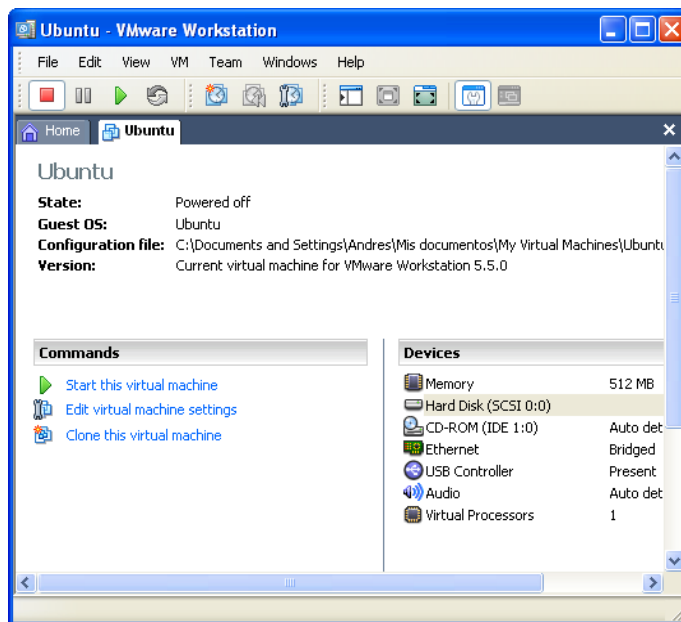 Ubuntu - VMware Workstation
File Edit View VM Team Windows Help
Home Ubuntu
Ubuntu
State: Powered off
Guest OS: Ubuntu
Configuration file: C:\Documents and Settings\Andres\Mis documentos\My Virtual Machines\Ubuntu
Version: Current virtual machine for VMware Workstation 5.5.0
Commands
Start this virtual machine
Edit virtual machine settings
Clone this virtual machine
Devices
Memory 512 MB
Hard Disk (SCSI 0:0)
CD-ROM (IDE 1:0) Auto det
Ethernet Bridged
USB Controller Present
Audio Auto det
Virtual Processors 1